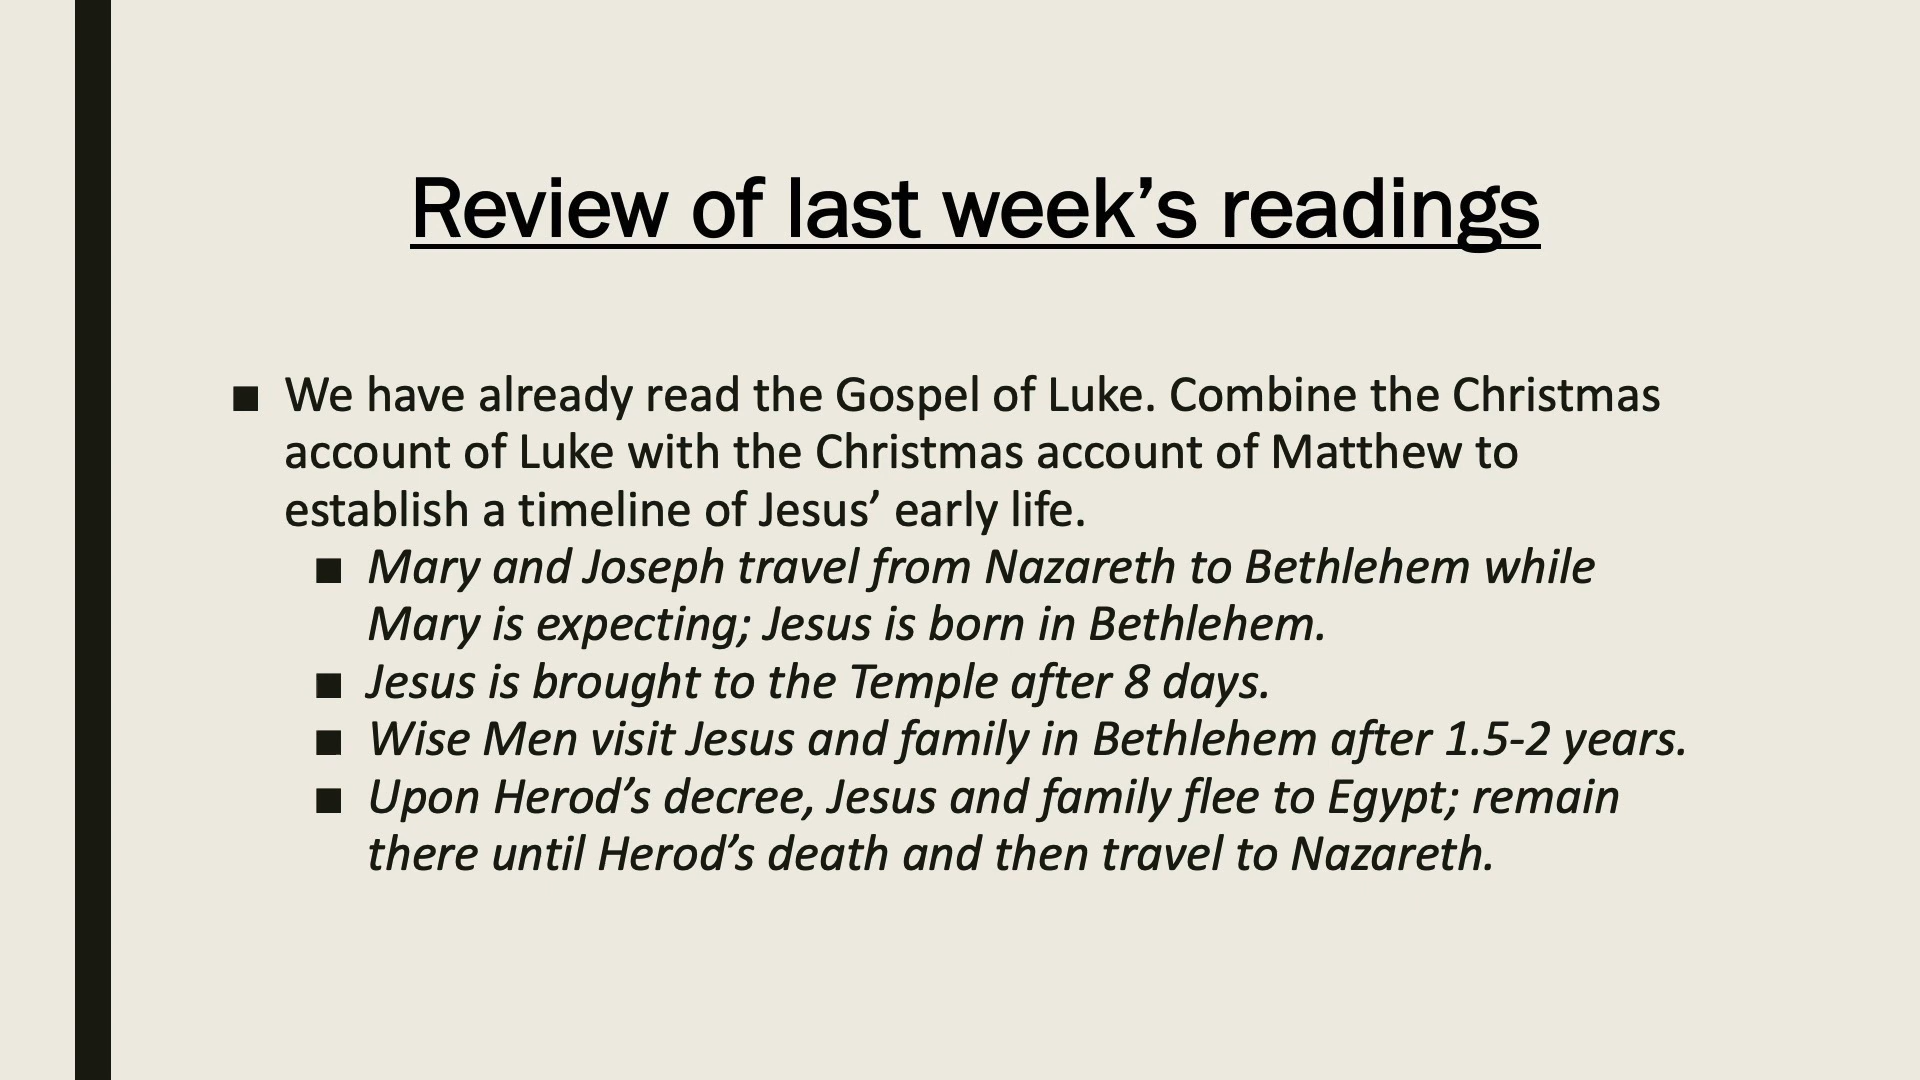 Review of last week’s readings
■ We have already read the Gospel of Luke. Combine the Christmas
account of Luke with the Christmas account of Matthew to
establish a timeline of Jesus’ early life.
■ Mary and Joseph travel from Nazareth to Bethlehem while
Mary is expecting; Jesus is born in Bethlehem.
■ Jesus is brought to the Temple after 8 days.
■ Wise Men visit Jesus and family in Bethlehem after 1.5-2 years.
■ Upon Herod’s decree, Jesus and family flee to Egypt; remain
there until Herod’s death and then travel to Nazareth.